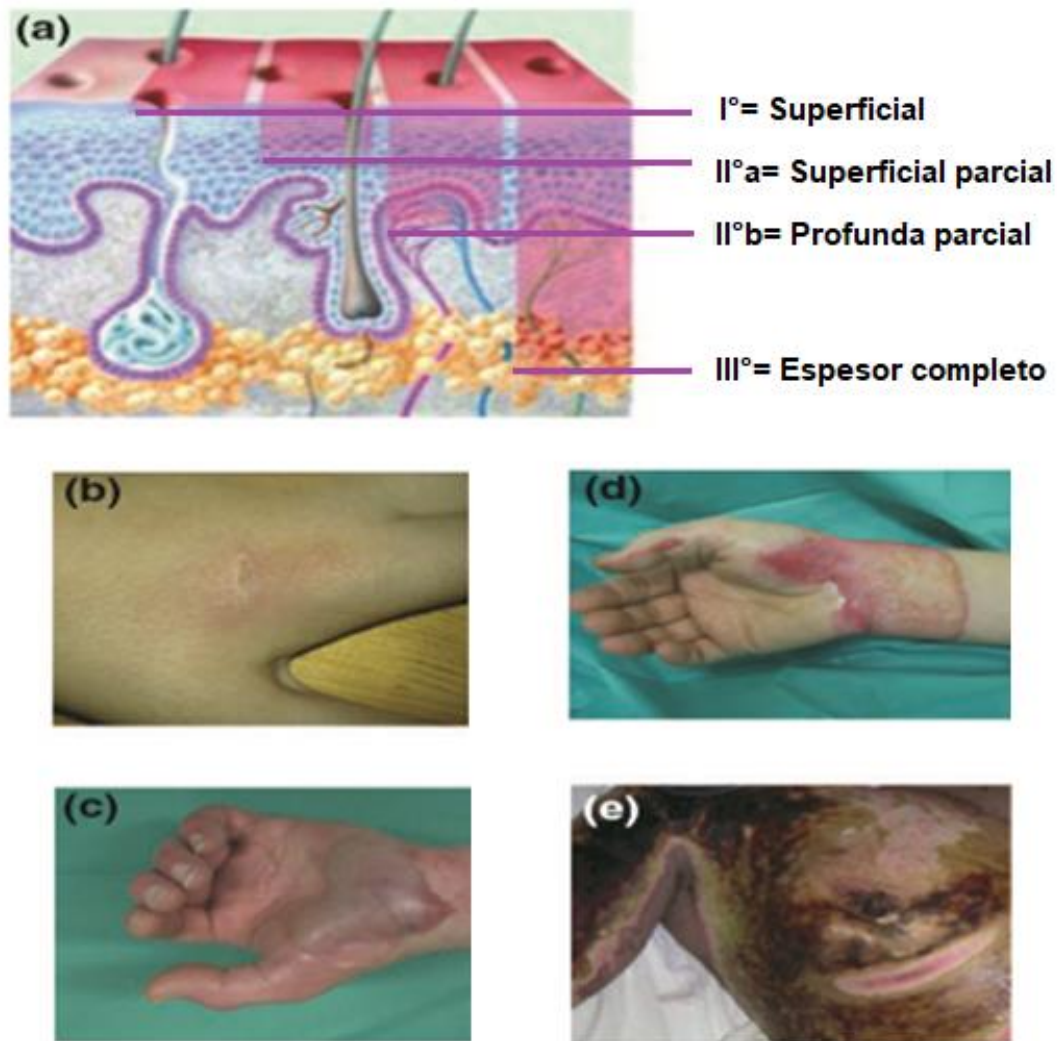 (a)
I°= Superficial
II°a= Superficial parcial
II°b= Profunda parcial
III°= Espesor completo
(b)
(d)
(c)
(e)